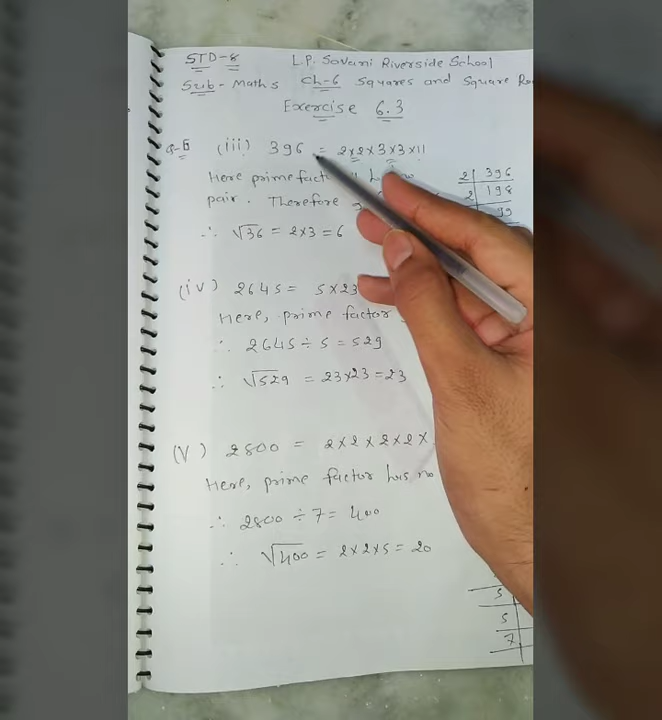 STD-8 L.P. Savani Riverside School
Sub - Maths Ch-6 Squares and Square
Exercise 6.3
Q-6 (iii) 396 = 2×2×3×3×11
Here prime
pair. Therefore
∴ √36 = 2×3 = 6
2 | 396
2 | 198
99
(iv) 2645 = 5×23
Here, prime factor
∴ 2645 ÷ 5 = 529
∴ √529 = 23×23 = 23
(V) 2800 = 2×2×2×2×
Here, prime factor has no
∴ 2800 ÷ 7 = 400
∴ √400 = 2×2×5 = 20
5
5
7